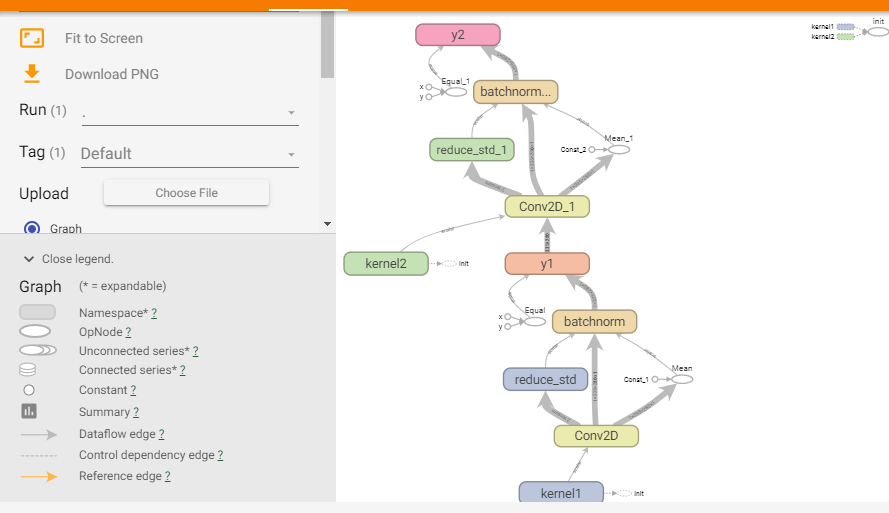 Fit to Screen
Download PNG
Run (1)
.
Tag (1)
Default
Upload
Choose File
Graph
Close legend.
Graph
(* = expandable)
Namespace* ?
OpNode ?
Unconnected series* ?
Connected series* ?
Constant ?
Summary ?
Dataflow edge ?
Control dependency edge ?
Reference edge ?
init
kernel1
kernel2
y2
Equal_1
x
y
batchnorm...
Mean_1
Const_2
reduce_std_1
Conv2D_1
kernel2
init
y1
Equal
x
y
batchnorm
Mean
Const_1
reduce_std
Conv2D
kernel1
init